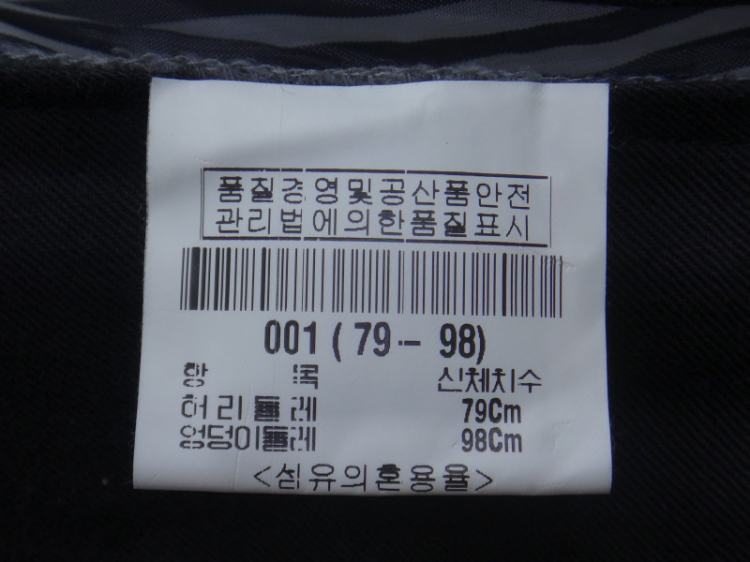 품질경영및공산품안전
관리법에의한품질표시
001 ( 79 - 98)
항 목 신체치수
허리둘레 79Cm
엉덩이둘레 98Cm
<섬유의혼용율>